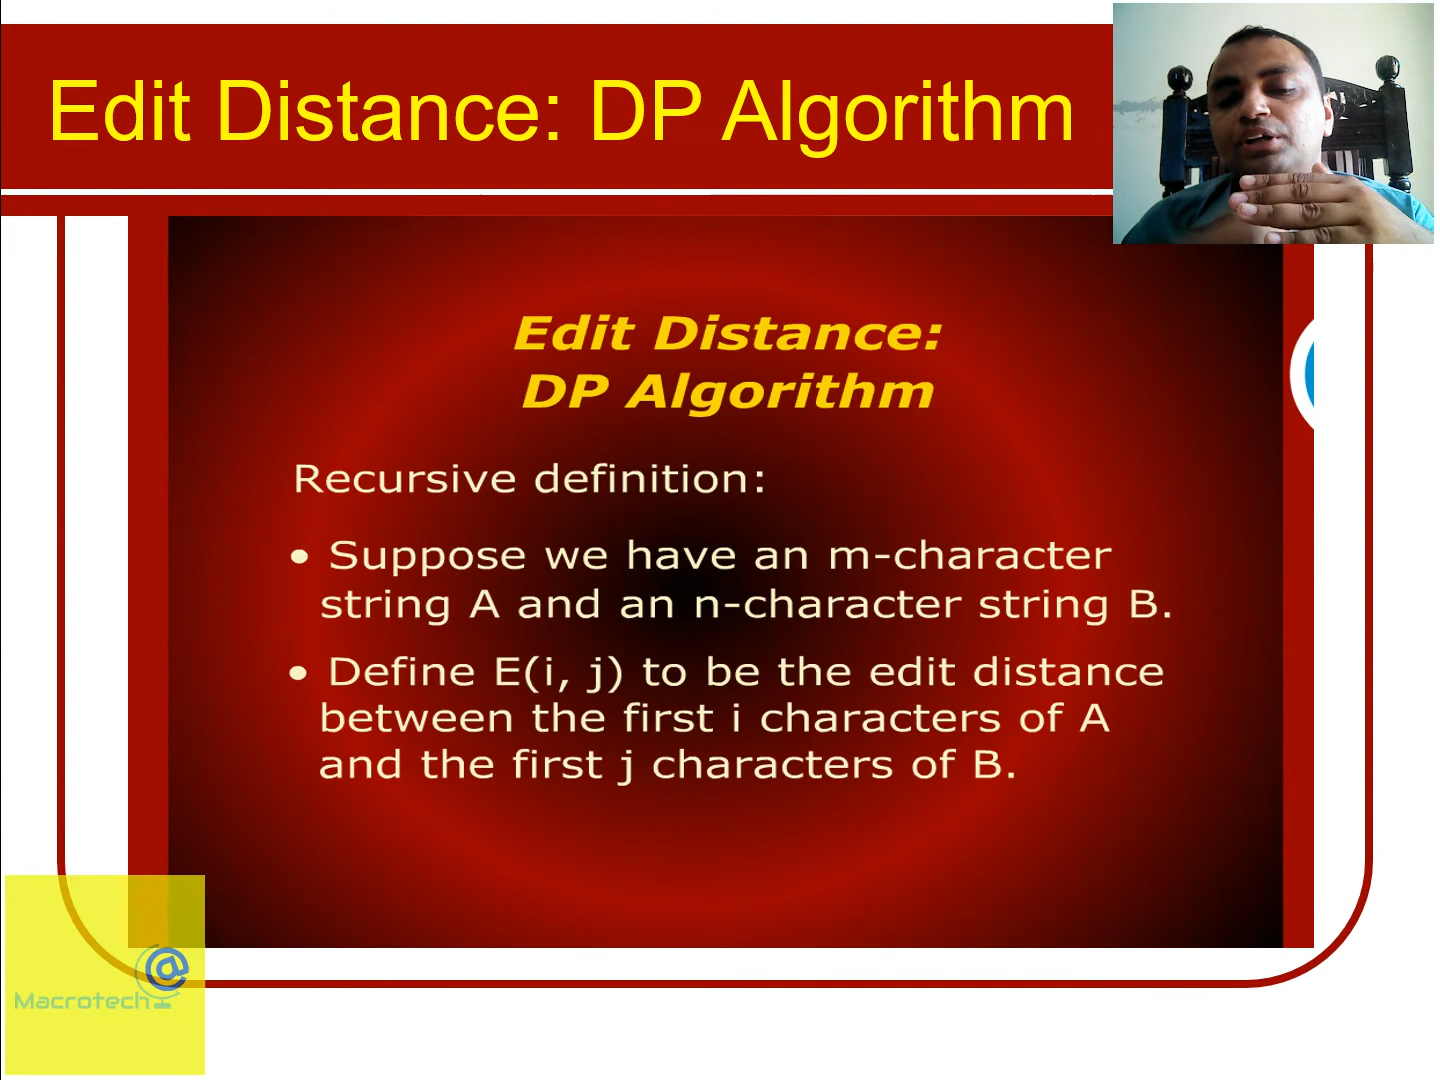 Edit Distance: DP Algorithm
Edit Distance:
DP Algorithm
Recursive definition:
• Suppose we have an m-character
string A and an n-character string B.
• Define E(i, j) to be the edit distance
between the first i characters of A
and the first j characters of B.
@
Macrotech